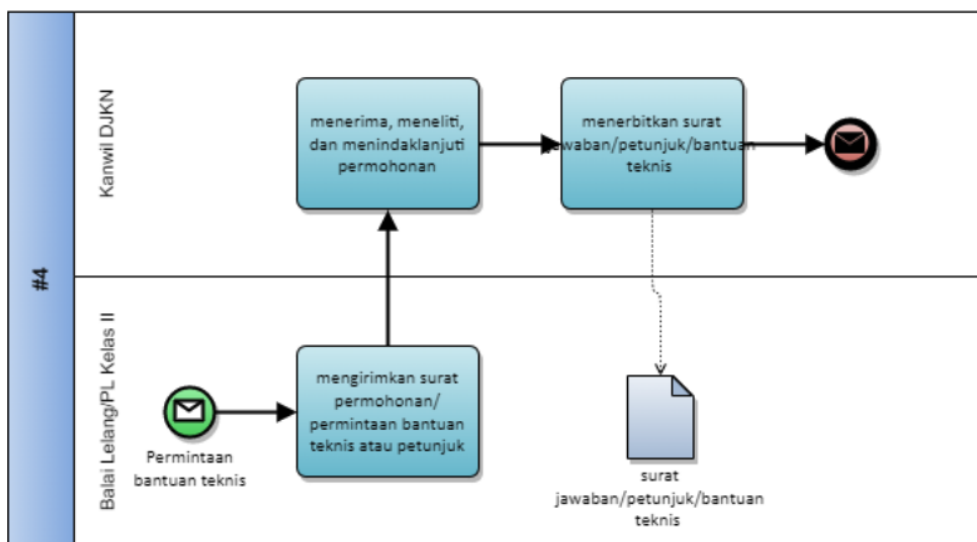 #4
Kanwil DJKN
menerima, meneliti,
dan menindaklanjuti
permohonan
menerbitkan surat
jawaban/petunjuk/bantuan
teknis
Balai Lelang/PL Kelas II
Permintaan
bantuan teknis
mengirimkan surat
permohonan/
permintaan bantuan
teknis atau petunjuk
surat
jawaban/petunjuk/bantuan
teknis